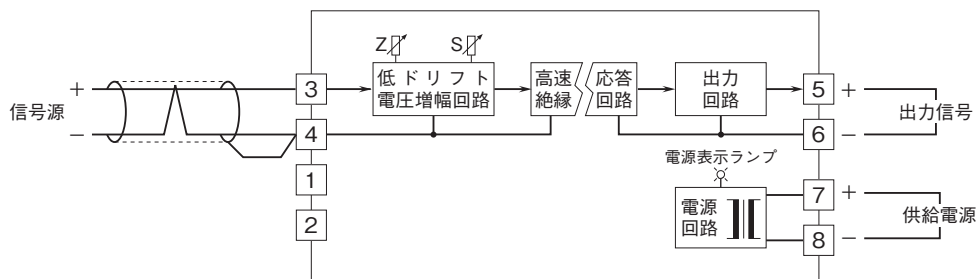 Z
S
信号源
+
−
3
4
1
2
低ドリフト
電圧増幅回路
高速
絶縁
応答
回路
出力
回路
5
+
6
−
出力信号
電源表示ランプ
電源
回路
7
+
8
−
供給電源